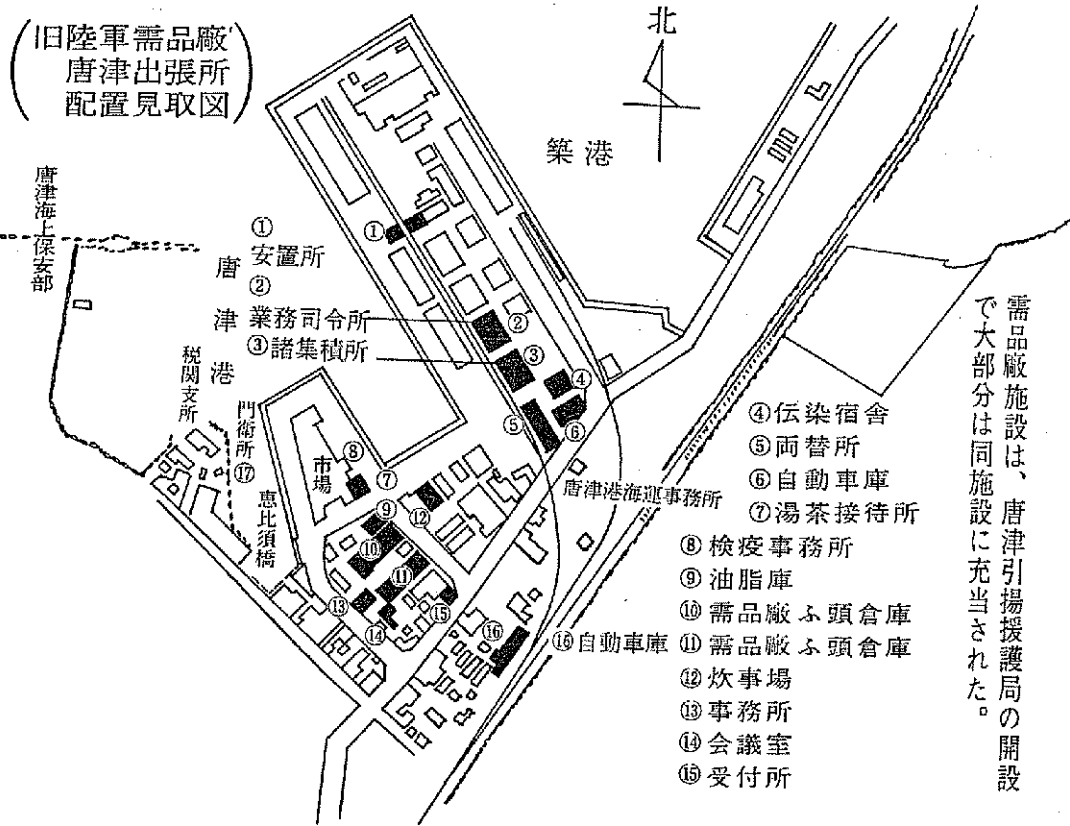 旧陸軍需品廠
唐津出張所
配置見取図
北
築港
唐津海上保安部
唐津港
①
安置所
②
業務司令所
③諸集積所
税関支所
門衛所
⑰
恵比須橋
市場
唐津港海運事務所
①
②
③
④
⑤
⑥
⑦
⑧
⑨
⑩
⑪
⑫
⑬
⑭
⑮
⑯
④伝染宿舎
⑤両替所
⑥自動車庫
⑦湯茶接待所
⑧検疫事務所
⑨油脂庫
⑩需品廠ふ頭倉庫
⑪需品廠ふ頭倉庫
⑫炊事場
⑬事務所
⑭会議室
⑮受付所
⑯自動車庫
需品廠施設は、唐津引揚援護局の開設
で大部分は同施設に充当された。